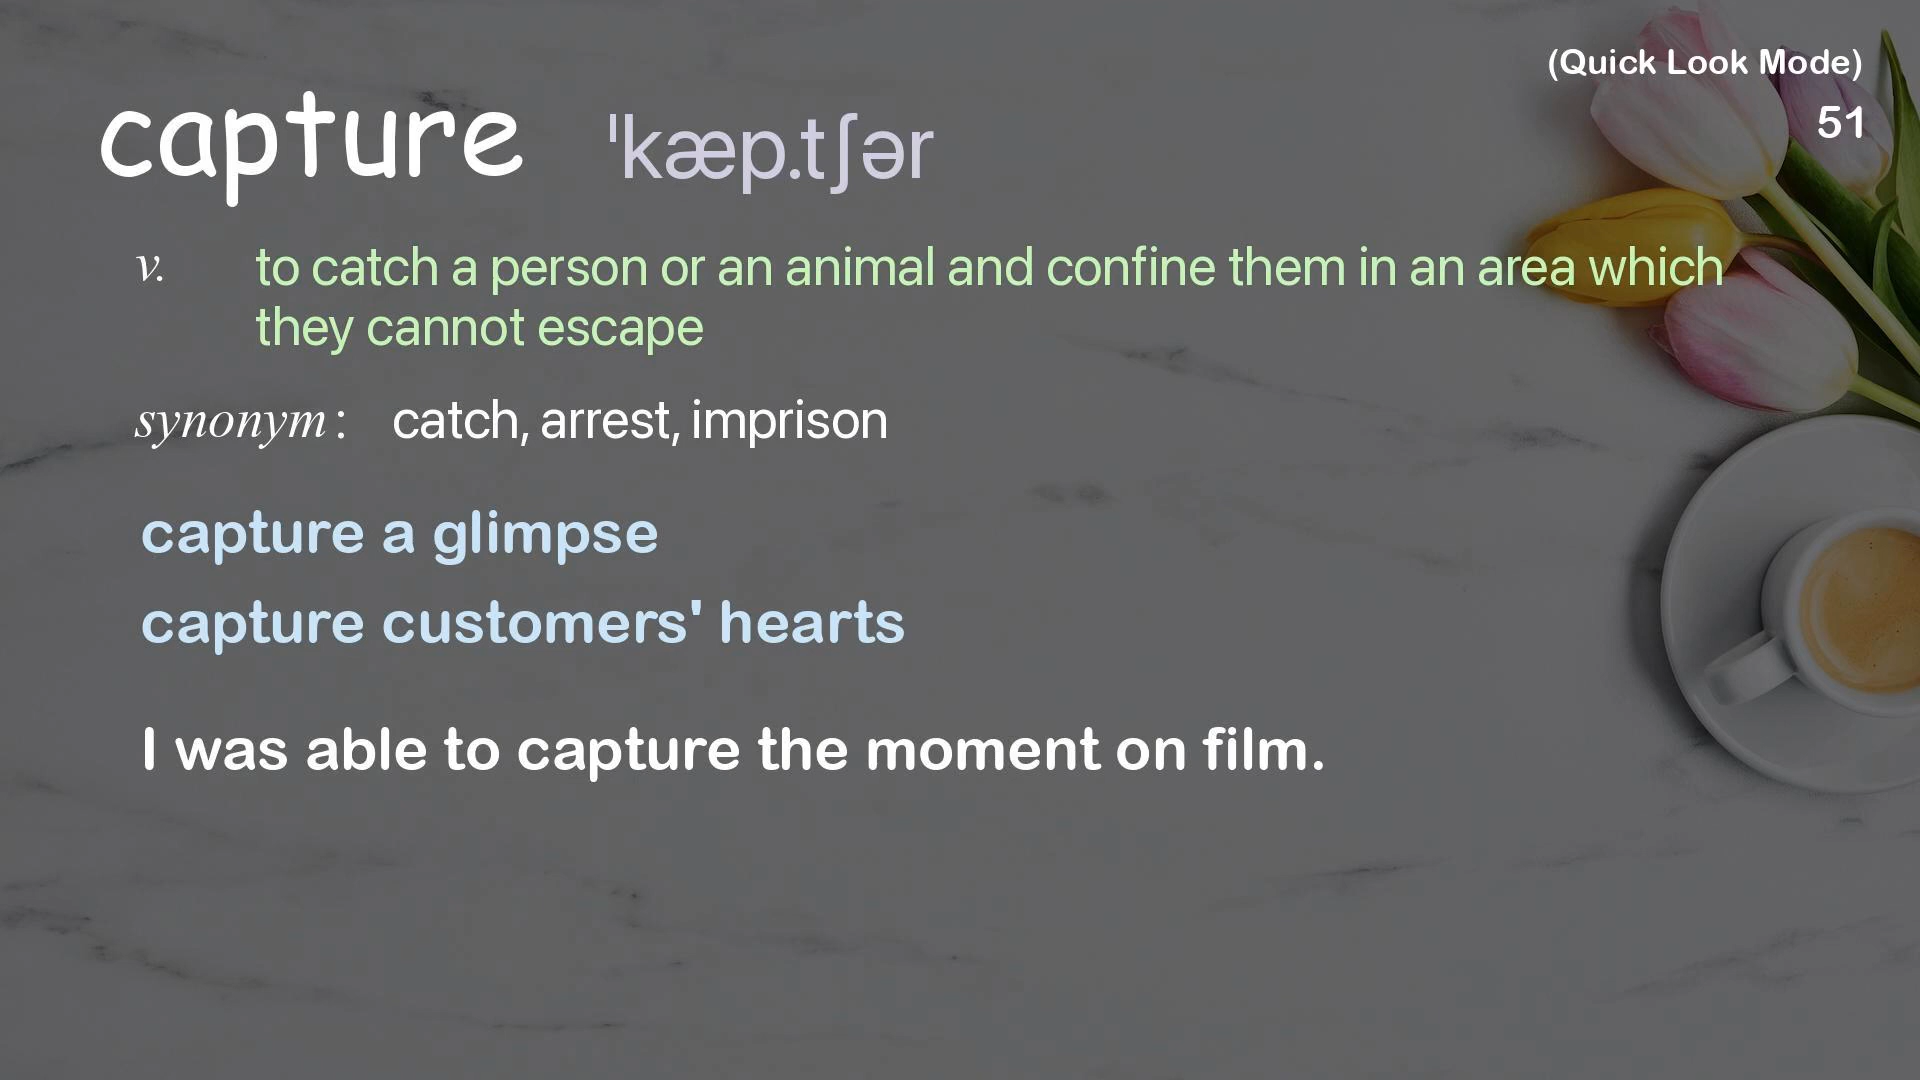 (Quick Look Mode)
51
capture ˈkæp.tʃər
v. to catch a person or an animal and confine them in an area which
they cannot escape
synonym : catch, arrest, imprison
capture a glimpse
capture customers' hearts
I was able to capture the moment on film.